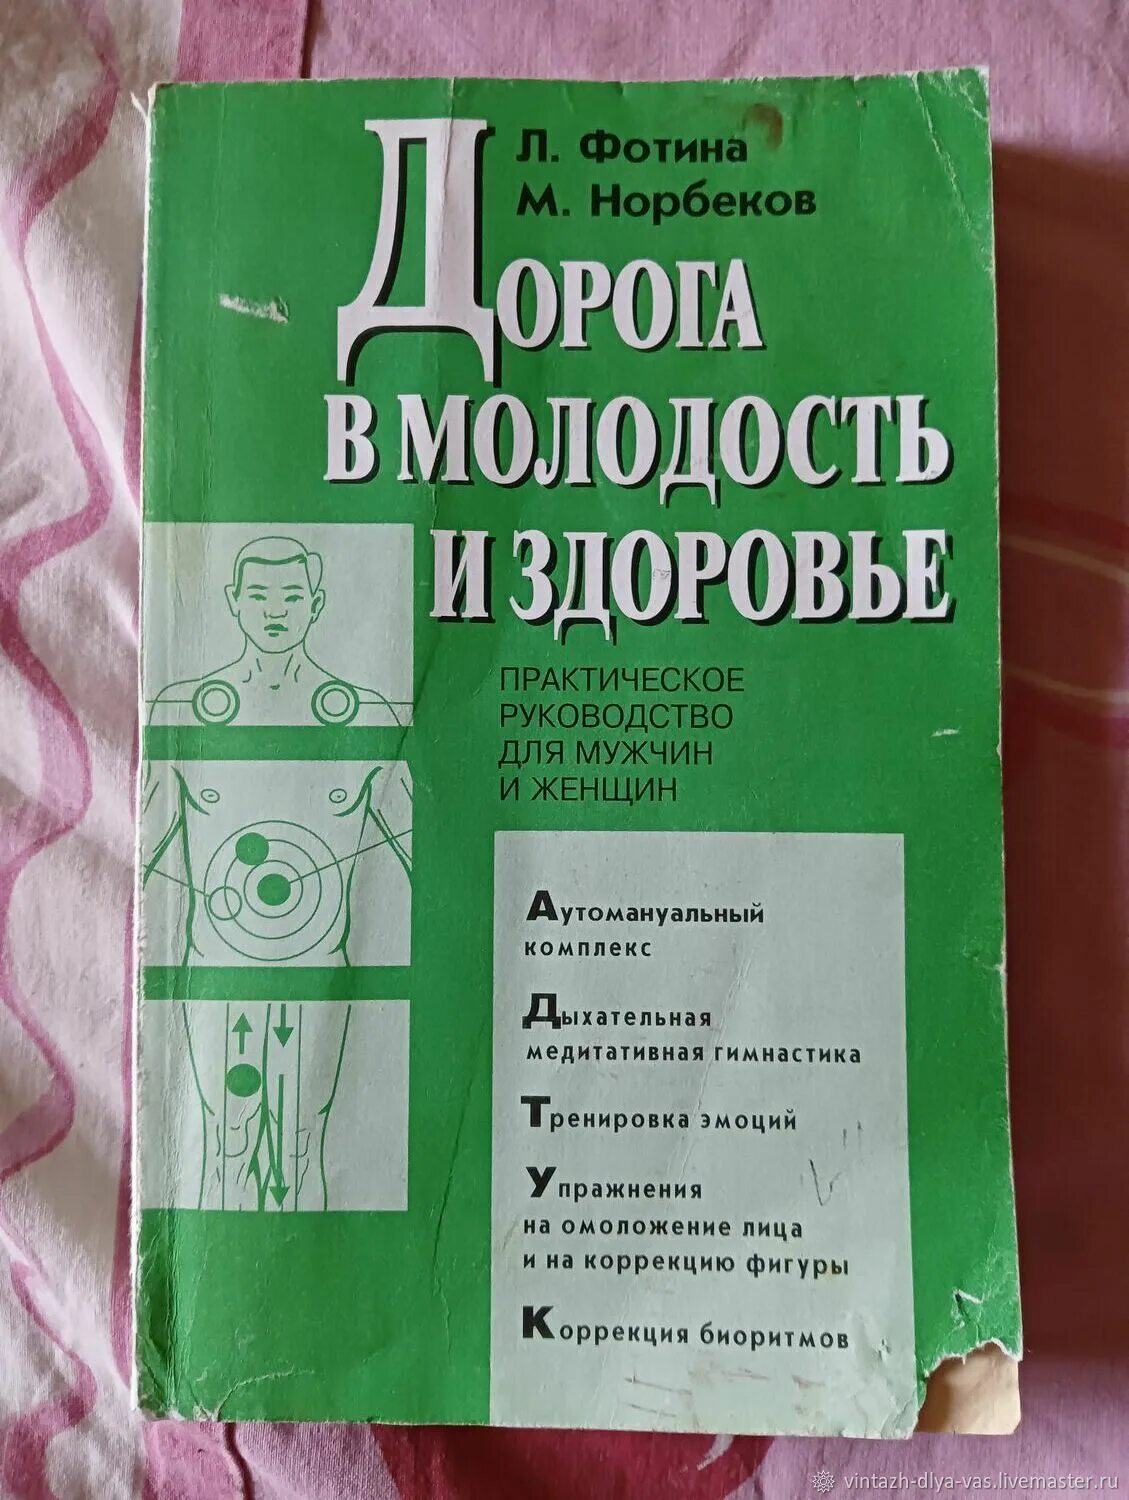 Л. Фотина
М. Норбеков
Дорога
в молодость
и здоровье
ПРАКТИЧЕСКОЕ
РУКОВОДСТВО
ДЛЯ МУЖЧИН
И ЖЕНЩИН
Аутомануальный
комплекс
Дыхательная
медитативная гимнастика
Тренировка эмоций
Упражнения
на омоложение лица
и на коррекцию фигуры
Коррекция биоритмов
vintazh-dlya-vas.livemaster.ru